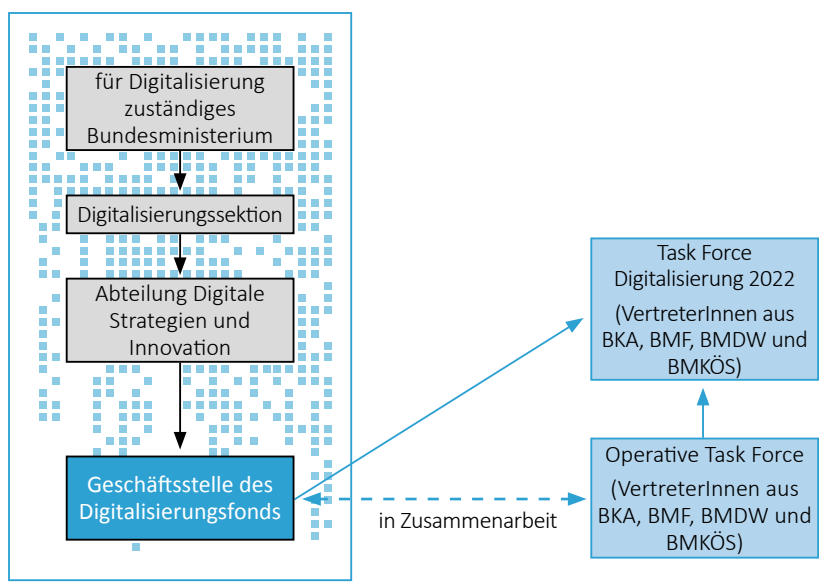 für Digitalisierung
zuständiges
Bundesministerium
Digitalisierungssektion
Abteilung Digitale
Strategien und
Innovation
Geschäftsstelle des
Digitalisierungsfonds
in Zusammenarbeit
Task Force
Digitalisierung 2022
(VertreterInnen aus
BKA, BMF, BMDW und
BMKÖS)
Operative Task Force
(VertreterInnen aus
BKA, BMF, BMDW und
BMKÖS)